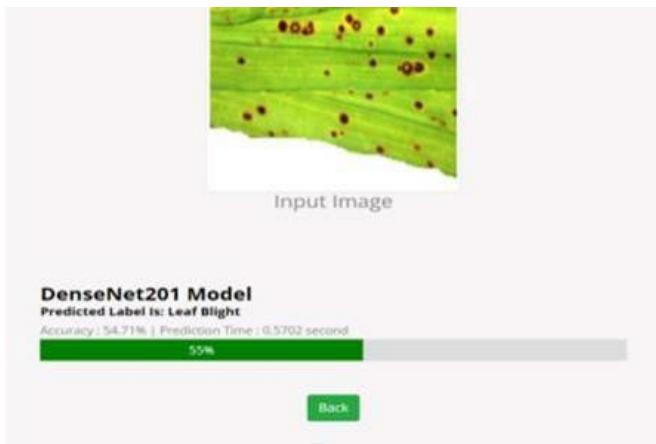 Input Image
DenseNet201 Model
Predicted Label Is: Leaf Blight
Accuracy : 54.71% | Prediction Time : 0.5702 second
55%
Back